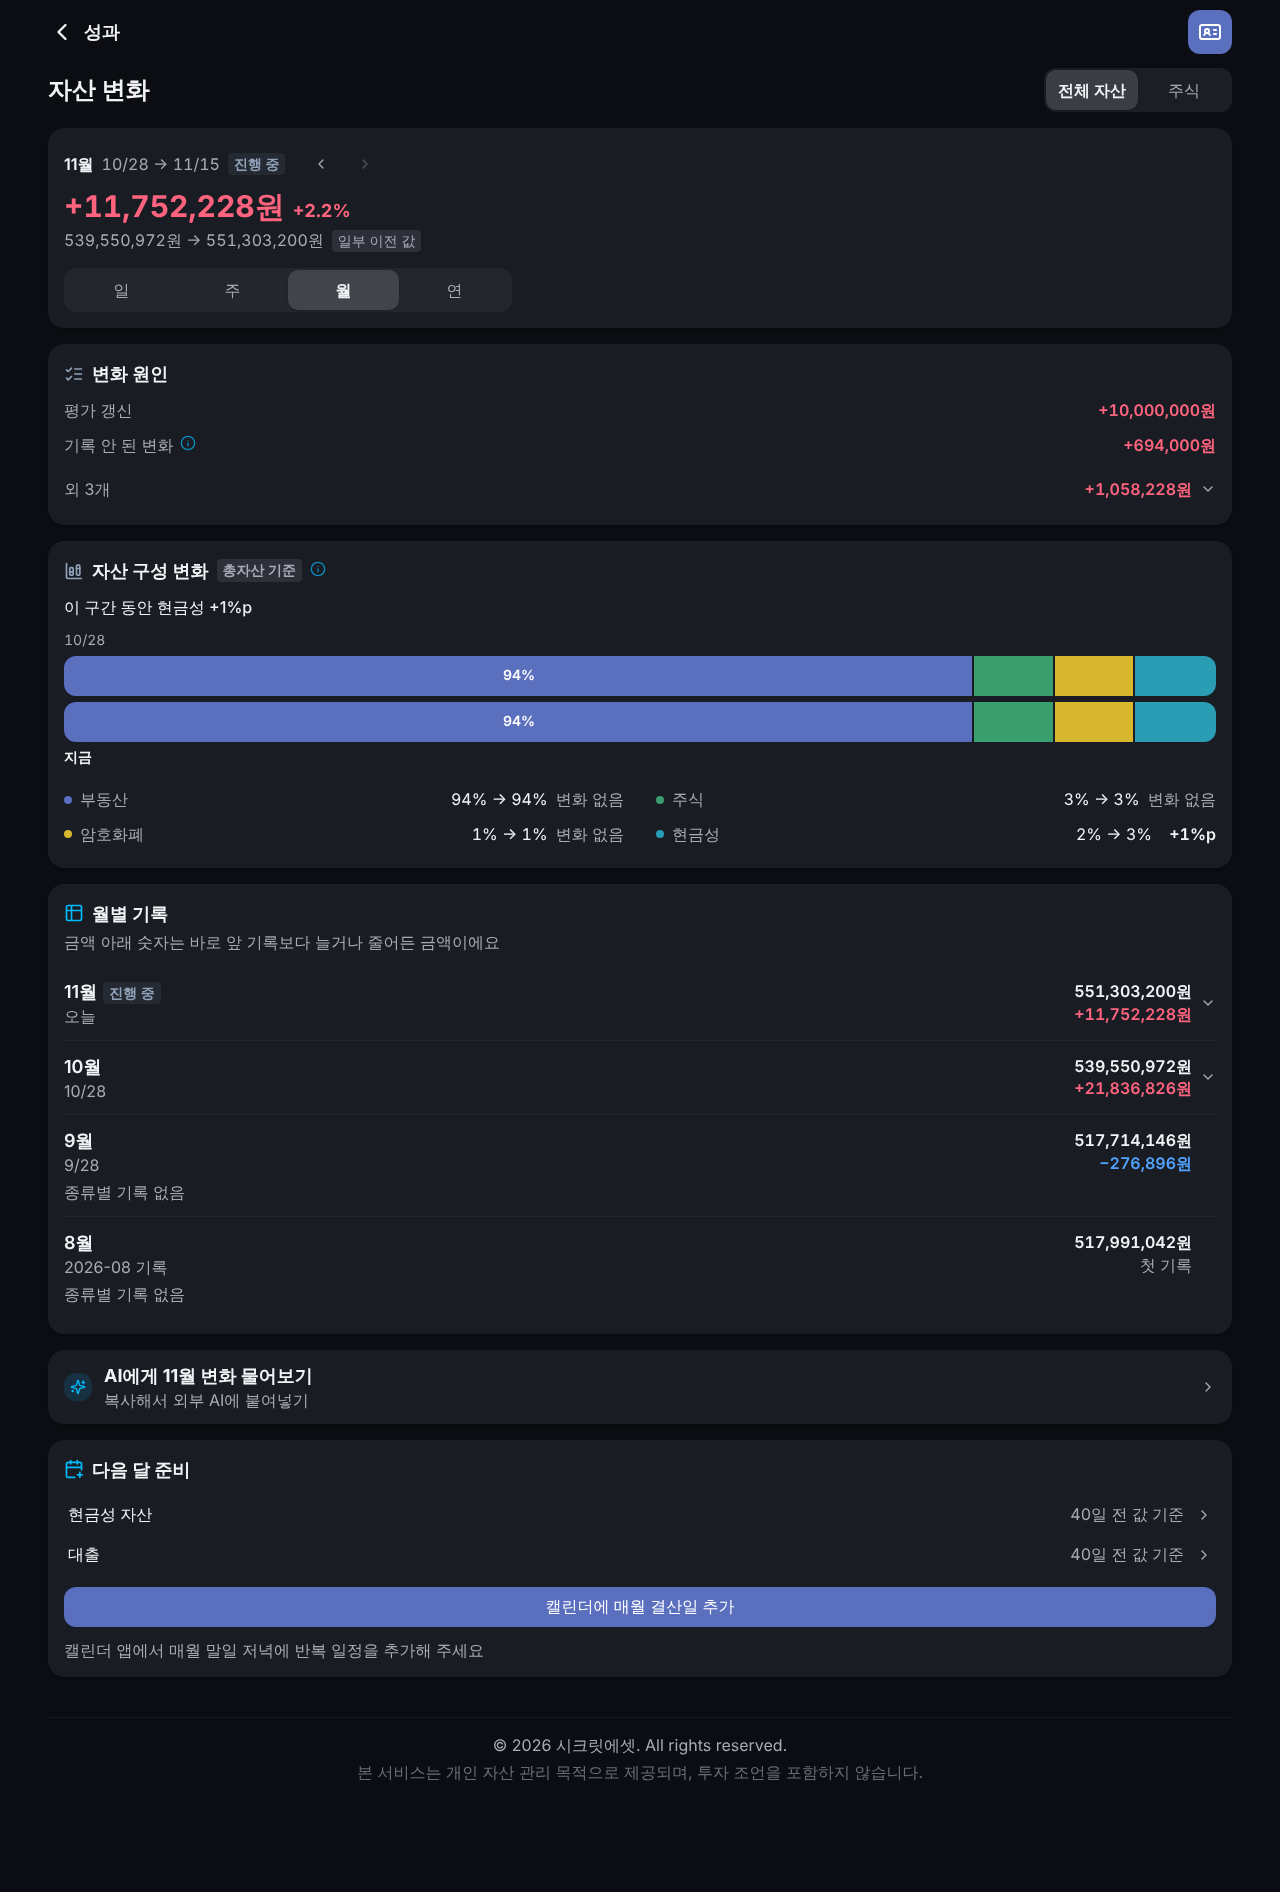 성과
자산 변화
전체 자산 주식
11월 10/28 → 11/15 진행 중
+11,752,228원 +2.2%
539,550,972원 → 551,303,200원 일부 이전 값
일 주 월 연
변화 원인
평가 갱신 +10,000,000원
기록 안 된 변화 +694,000원
외 3개 +1,058,228원
자산 구성 변화 총자산 기준
이 구간 동안 현금성 +1%p
10/28
94%
94%
지금
부동산 94% → 94% 변화 없음 주식 3% → 3% 변화 없음
암호화폐 1% → 1% 변화 없음 현금성 2% → 3% +1%p
월별 기록
금액 아래 숫자는 바로 앞 기록보다 늘거나 줄어든 금액이에요
11월 진행 중 551,303,200원
오늘 +11,752,228원
10월 539,550,972원
10/28 +21,836,826원
9월 517,714,146원
9/28 −276,896원
종류별 기록 없음
8월 517,991,042원
2026-08 기록 첫 기록
종류별 기록 없음
AI에게 11월 변화 물어보기
복사해서 외부 AI에 붙여넣기
다음 달 준비
현금성 자산 40일 전 값 기준
대출 40일 전 값 기준
캘린더에 매월 결산일 추가
캘린더 앱에서 매월 말일 저녁에 반복 일정을 추가해 주세요
© 2026 시크릿에셋. All rights reserved.
본 서비스는 개인 자산 관리 목적으로 제공되며, 투자 조언을 포함하지 않습니다.